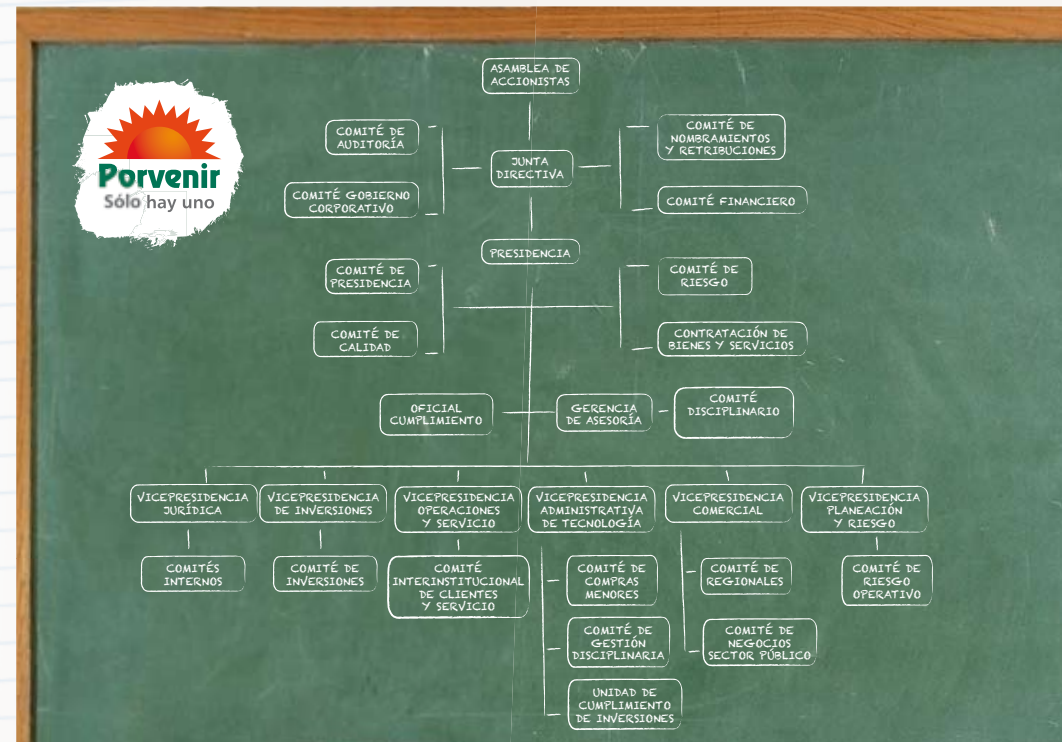 ASAMBLEA DE
ACCIONISTAS
Porvenir
Sólo hay uno
COMITÉ DE
AUDITORÍA
COMITÉ GOBIERNO
CORPORATIVO
JUNTA
DIRECTIVA
COMITÉ DE
NOMBRAMIENTOS
Y RETRIBUCIONES
COMITÉ FINANCIERO
PRESIDENCIA
COMITÉ DE
PRESIDENCIA
COMITÉ DE
CALIDAD
COMITÉ DE
RIESGO
CONTRATACIÓN DE
BIENES Y SERVICIOS
OFICIAL
CUMPLIMIENTO
GERENCIA
DE ASESORÍA
COMITÉ
DISCIPLINARIO
VICEPRESIDENCIA
JURÍDICA
VICEPRESIDENCIA
DE INVERSIONES
VICEPRESIDENCIA
OPERACIONES
Y SERVICIO
VICEPRESIDENCIA
ADMINISTRATIVA
DE TECNOLOGÍA
VICEPRESIDENCIA
COMERCIAL
VICEPRESIDENCIA
PLANEACIÓN
Y RIESGO
COMITÉS
INTERNOS
COMITÉ DE
INVERSIONES
COMITÉ
INTERINSTITUCIONAL
DE CLIENTES
Y SERVICIO
COMITÉ DE
COMPRAS
MENORES
COMITÉ DE
GESTIÓN
DISCIPLINARIA
UNIDAD DE
CUMPLIMIENTO
DE INVERSIONES
COMITÉ DE
REGIONALES
COMITÉ DE
NEGOCIOS
SECTOR PÚBLICO
COMITÉ DE
RIESGO
OPERATIVO